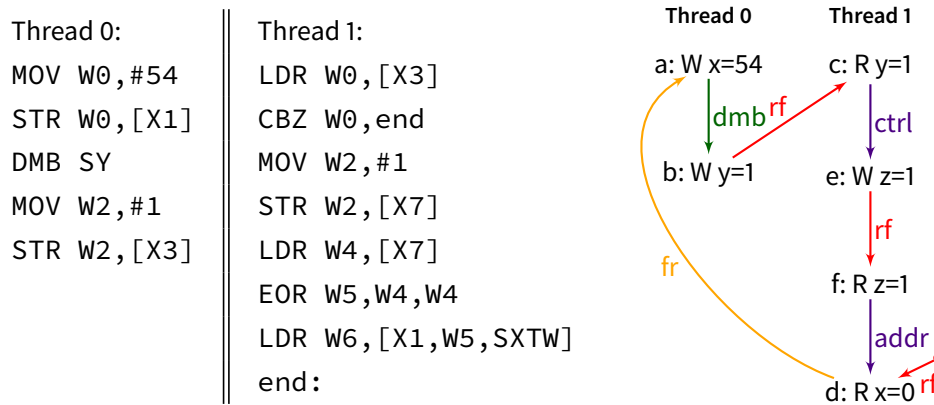 Thread 0:
MOV W0,#54
STR W0,[X1]
DMB SY
MOV W2,#1
STR W2,[X3]
Thread 1:
LDR W0,[X3]
CBZ W0,end
MOV W2,#1
STR W2,[X7]
LDR W4,[X7]
EOR W5,W4,W4
LDR W6,[X1,W5,SXTW]
end:
Thread 0
Thread 1
a: W x=54
c: R y=1
dmb
rf
ctrl
b: W y=1
e: W z=1
rf
fr
f: R z=1
addr
d: R x=0
rf